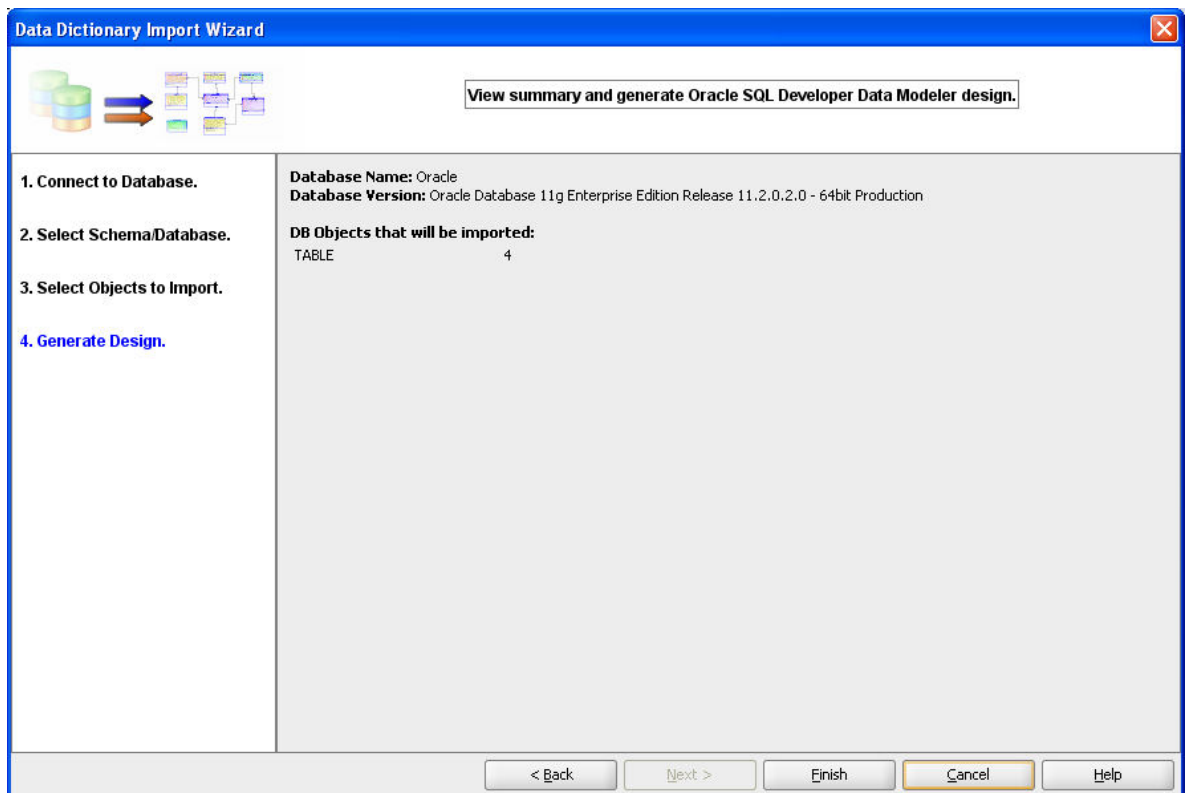 Data Dictionary Import Wizard
View summary and generate Oracle SQL Developer Data Modeler design.
1. Connect to Database.
2. Select Schema/Database.
3. Select Objects to Import.
4. Generate Design.
Database Name: Oracle
Database Version: Oracle Database 11g Enterprise Edition Release 11.2.0.2.0 - 64bit Production
DB Objects that will be imported:
TABLE 4
< Back
Next >
Finish
Cancel
Help